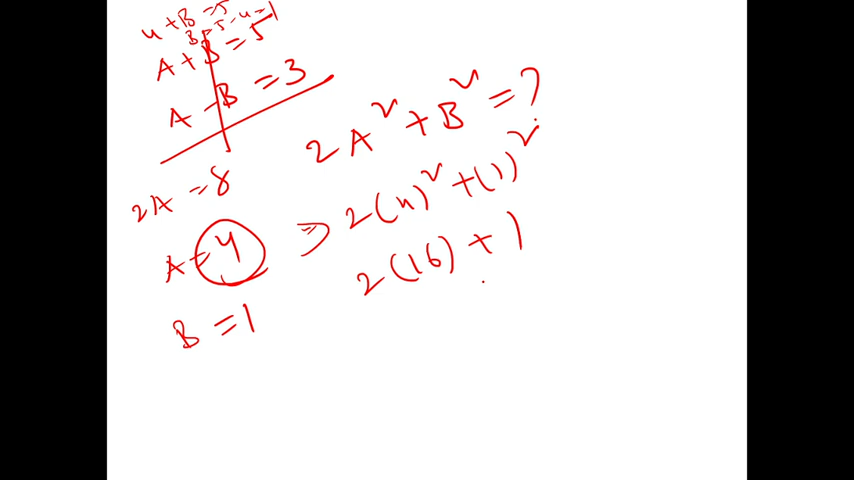 4 + B = 5
B = 5 - 4 = 1
A + B = 5
A - B = 3
2A = 8
A = 4
B = 1
2A² + B² = ?
⇒ 2(4)² + (1)²
2(16) + 1